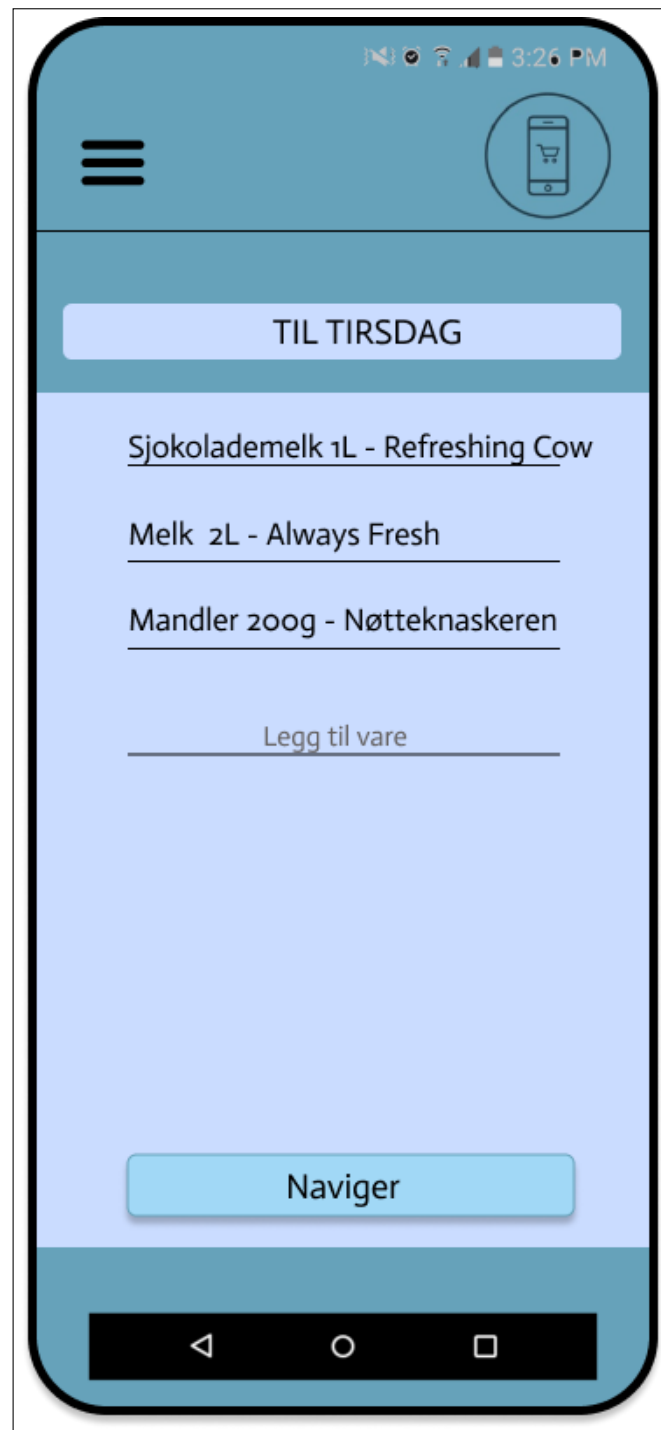 3:26 PM
TIL TIRSDAG
Sjokolademelk 1L - Refreshing Cow
Melk  2L - Always Fresh
Mandler 200g - Nøtteknaskeren
Legg til vare
Naviger